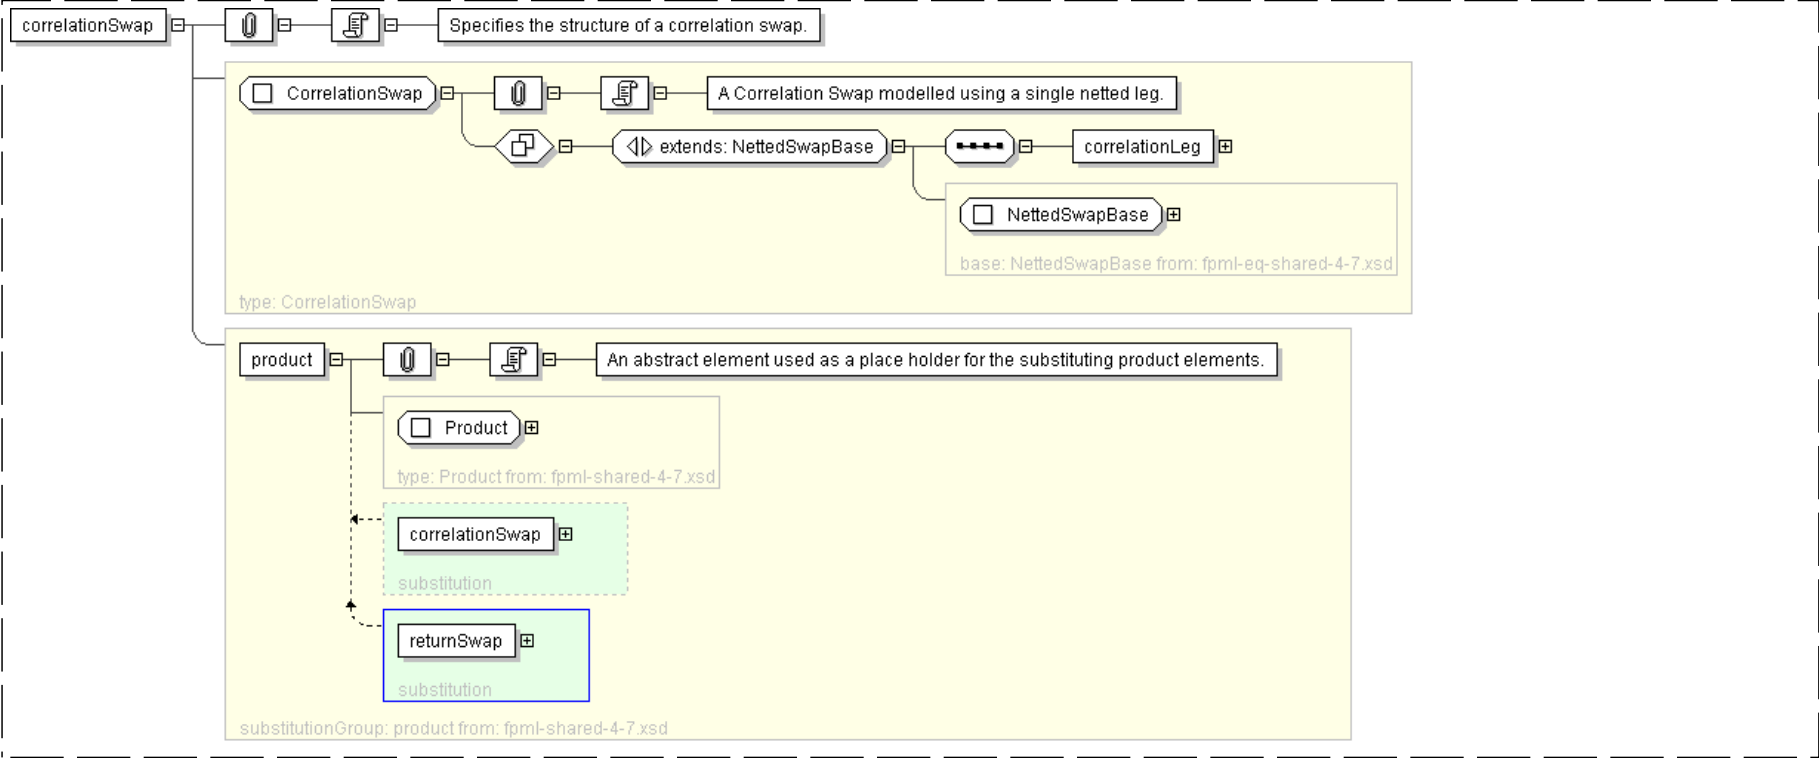 correlationSwap Specifies the structure of a correlation swap.
CorrelationSwap A Correlation Swap modelled using a single netted leg.
extends: NettedSwapBase correlationLeg
NettedSwapBase
base: NettedSwapBase from: fpml-eq-shared-4-7.xsd
type: CorrelationSwap
product An abstract element used as a place holder for the substituting product elements.
Product
type: Product from: fpml-shared-4-7.xsd
correlationSwap
substitution
returnSwap
substitution
substitutionGroup: product from: fpml-shared-4-7.xsd